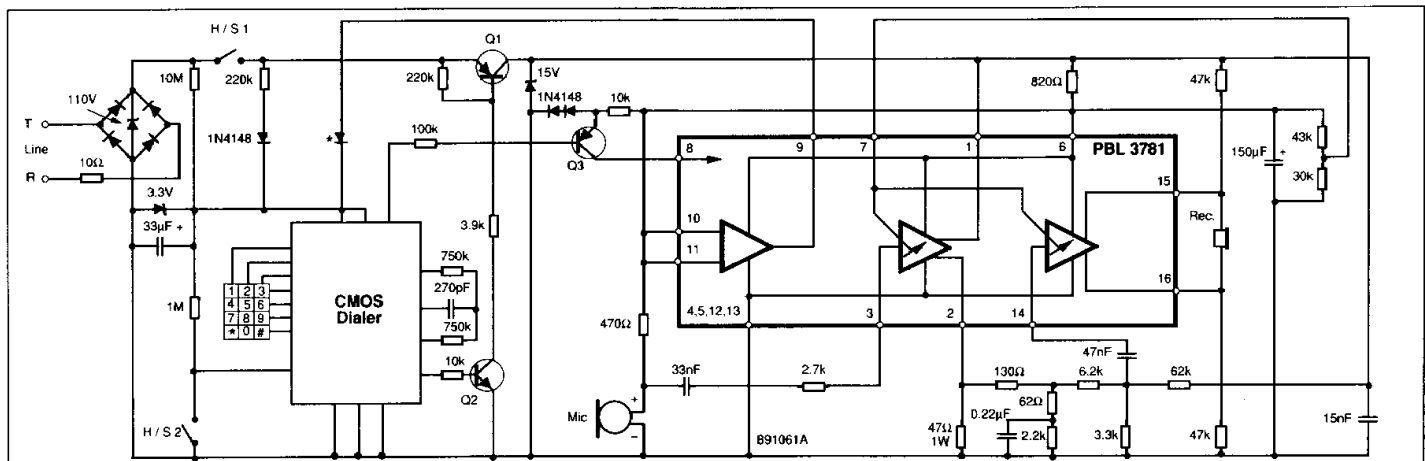 H / S 1
Q1
10M
220k
220k
15V
1N4148
10k
820Ω
47k
110V
T
Line
R
10Ω
1N4148
*
100k
Q3
8
9
7
1
6
PBL 3781
150µF +
43k
30k
15
Rec.
16
3.3V
33µF +
3.9k
10
11
1 2 3
4 5 6
7 8 9
* 0 #
CMOS
Dialer
750k
270pF
750k
1M
10k
Q2
470Ω
4,5,12,13
3
2
14
47nF
33nF
2.7k
130Ω
6.2k
62k
62Ω
0.22µF
2.2k
47Ω
1W
3.3k
47k
15nF
Mic
+
−
H / S 2
B91061A